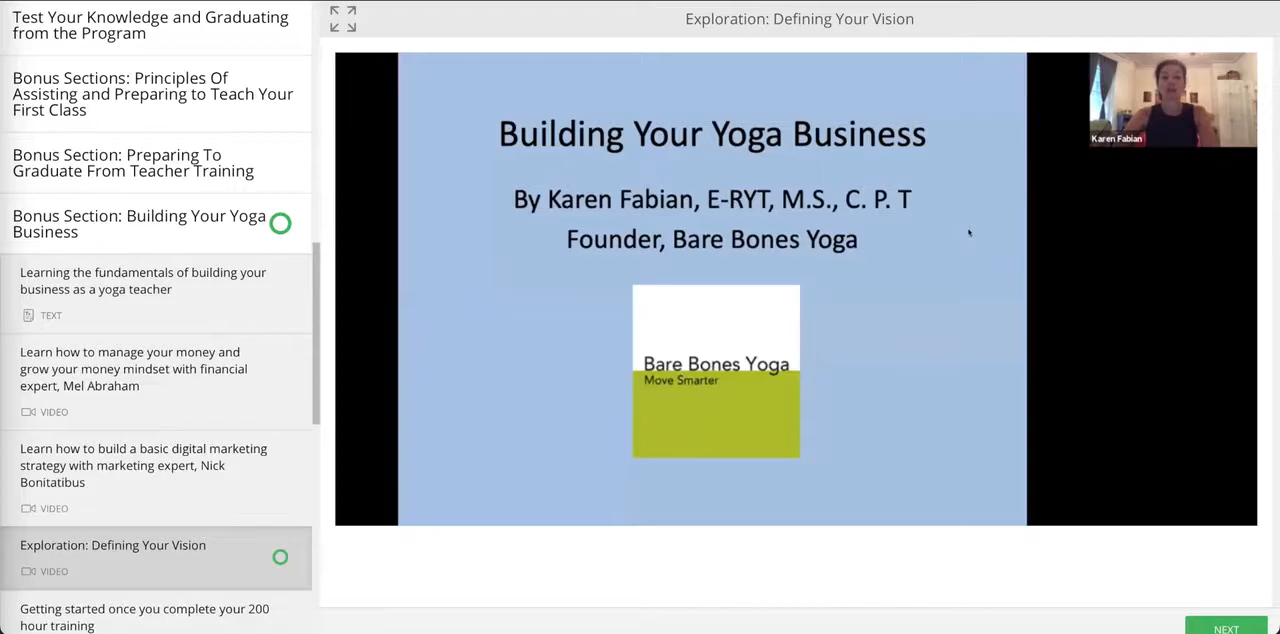 Test Your Knowledge and Graduating
from the Program
Bonus Sections: Principles Of
Assisting and Preparing to Teach Your
First Class
Bonus Section: Preparing To
Graduate From Teacher Training
Bonus Section: Building Your Yoga
Business
Learning the fundamentals of building your
business as a yoga teacher
TEXT
Learn how to manage your money and
grow your money mindset with financial
expert, Mel Abraham
VIDEO
Learn how to build a basic digital marketing
strategy with marketing expert, Nick
Bonitatibus
VIDEO
Exploration: Defining Your Vision
VIDEO
Getting started once you complete your 200
hour training
Exploration: Defining Your Vision
Building Your Yoga Business
By Karen Fabian, E-RYT, M.S., C. P. T
Founder, Bare Bones Yoga
Bare Bones Yoga
Move Smarter
Karen Fabian
NEXT